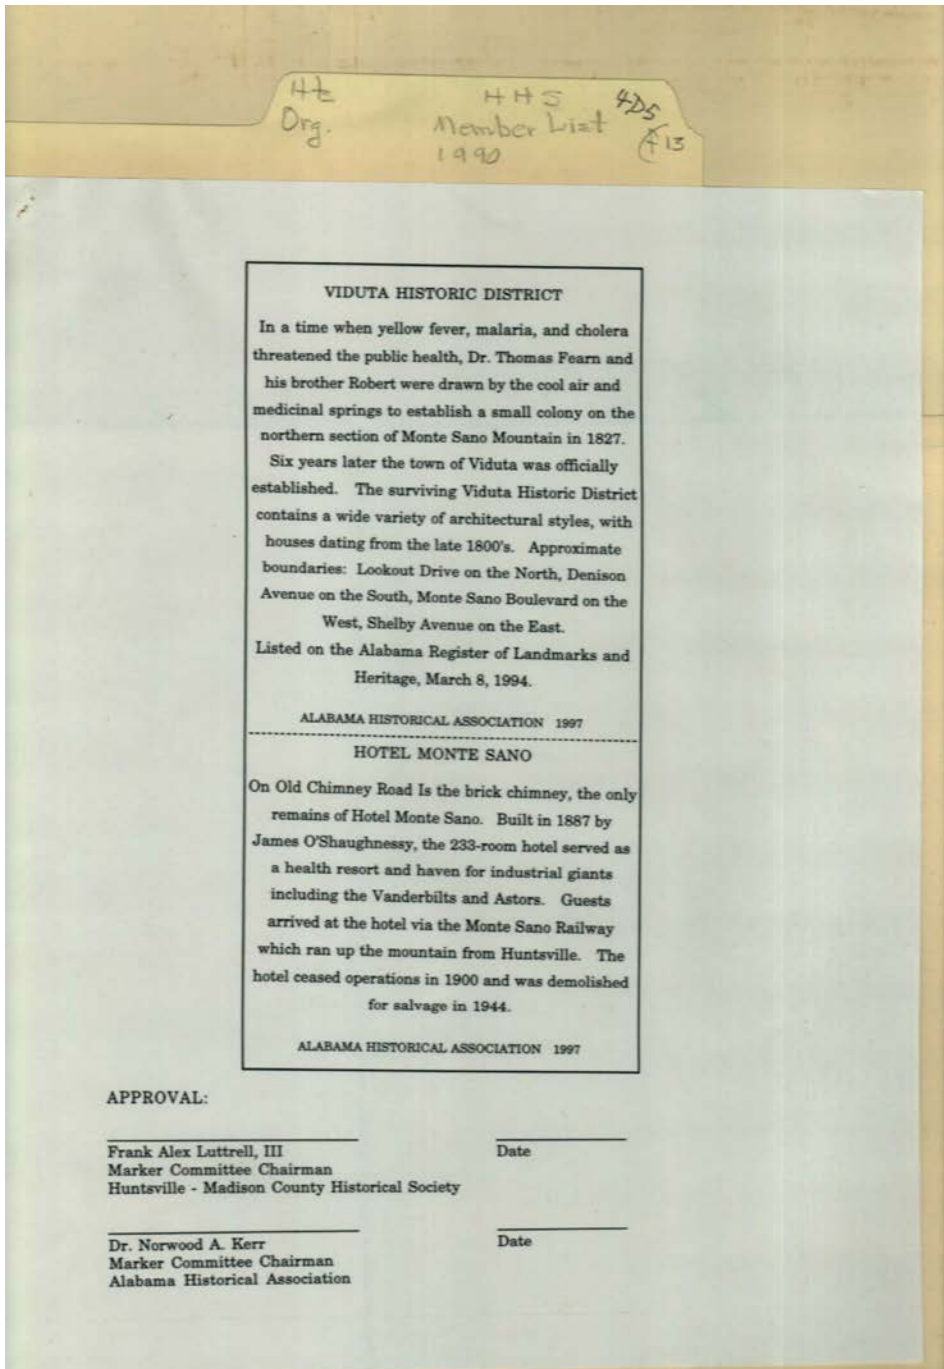 Ht
Org.
HHS
Member List
1990
4D5
13
VIDUTA HISTORIC DISTRICT
In a time when yellow fever, malaria, and cholera
threatened the public health, Dr. Thomas Fearn and
his brother Robert were drawn by the cool air and
medicinal springs to establish a small colony on the
northern section of Monte Sano Mountain in 1827.
Six years later the town of Viduta was officially
established. The surviving Viduta Historic District
contains a wide variety of architectural styles, with
houses dating from the late 1800's. Approximate
boundaries: Lookout Drive on the North, Denison
Avenue on the South, Monte Sano Boulevard on the
West, Shelby Avenue on the East.
Listed on the Alabama Register of Landmarks and
Heritage, March 8, 1994.
ALABAMA HISTORICAL ASSOCIATION 1997
HOTEL MONTE SANO
On Old Chimney Road Is the brick chimney, the only
remains of Hotel Monte Sano. Built in 1887 by
James O'Shaughnessy, the 233-room hotel served as
a health resort and haven for industrial giants
including the Vanderbilts and Astors. Guests
arrived at the hotel via the Monte Sano Railway
which ran up the mountain from Huntsville. The
hotel ceased operations in 1900 and was demolished
for salvage in 1944.
ALABAMA HISTORICAL ASSOCIATION 1997
APPROVAL:
Frank Alex Luttrell, III
Date
Marker Committee Chairman
Huntsville - Madison County Historical Society
Dr. Norwood A. Kerr
Date
Marker Committee Chairman
Alabama Historical Association